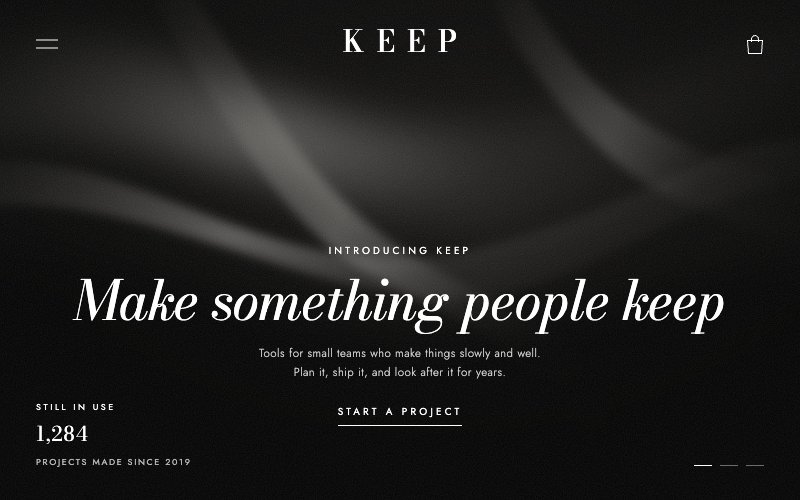 KEEP
INTRODUCING KEEP
Make something people keep
Tools for small teams who make things slowly and well.
Plan it, ship it, and look after it for years.
START A PROJECT
STILL IN USE
1,284
PROJECTS MADE SINCE 2019